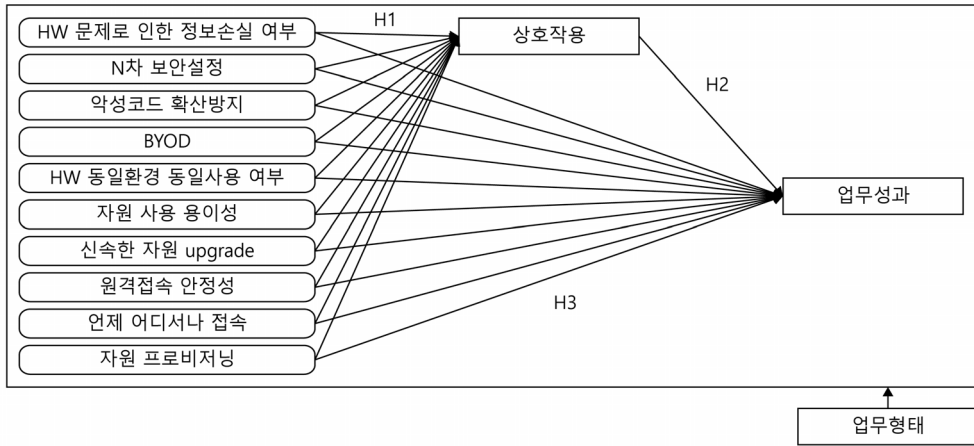 HW 문제로 인한 정보손실 여부
N차 보안설정
악성코드 확산방지
BYOD
HW 동일환경 동일사용 여부
자원 사용 용이성
신속한 자원 upgrade
원격접속 안정성
언제 어디서나 접속
자원 프로비저닝
H1
상호작용
H2
업무성과
H3
업무형태